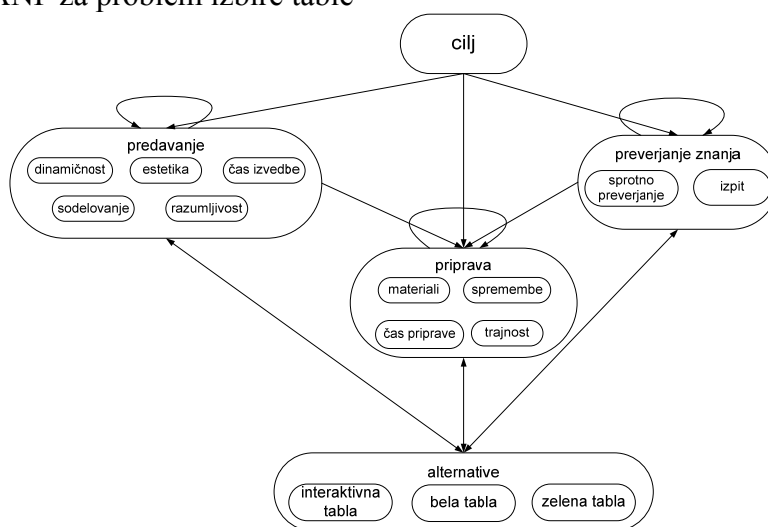 ANP za problem izbire table
cilj
predavanje
dinamičnost
estetika
čas izvedbe
sodelovanje
razumljivost
preverjanje znanja
sprotno
preverjanje
izpit
priprava
materiali
spremembe
čas priprave
trajnost
alternative
interaktivna
tabla
bela tabla
zelena tabla